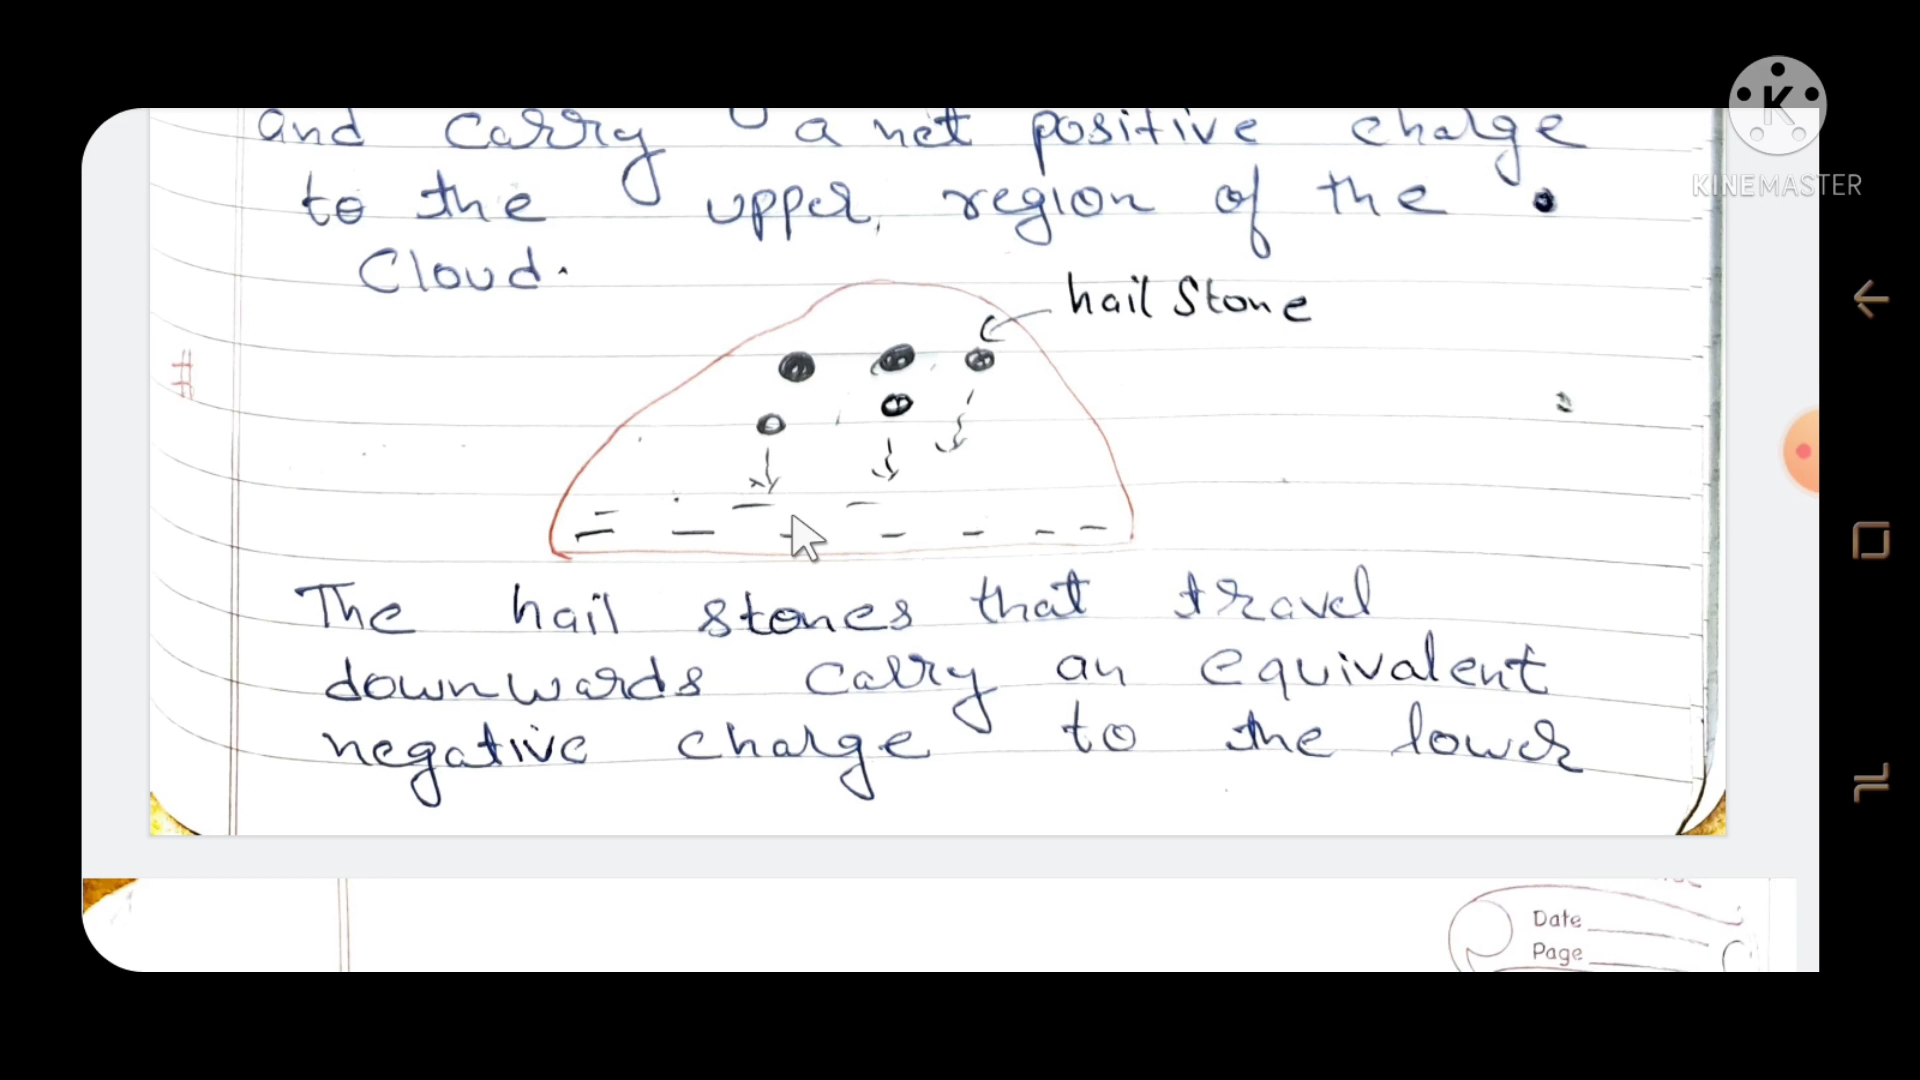 and carry a net positive charge
to the upper region of the
Cloud.
hail Stone
#
The hail stones that travel
downwards carry an equivalent
negative charge to the lower
Date
Page
KINEMASTER